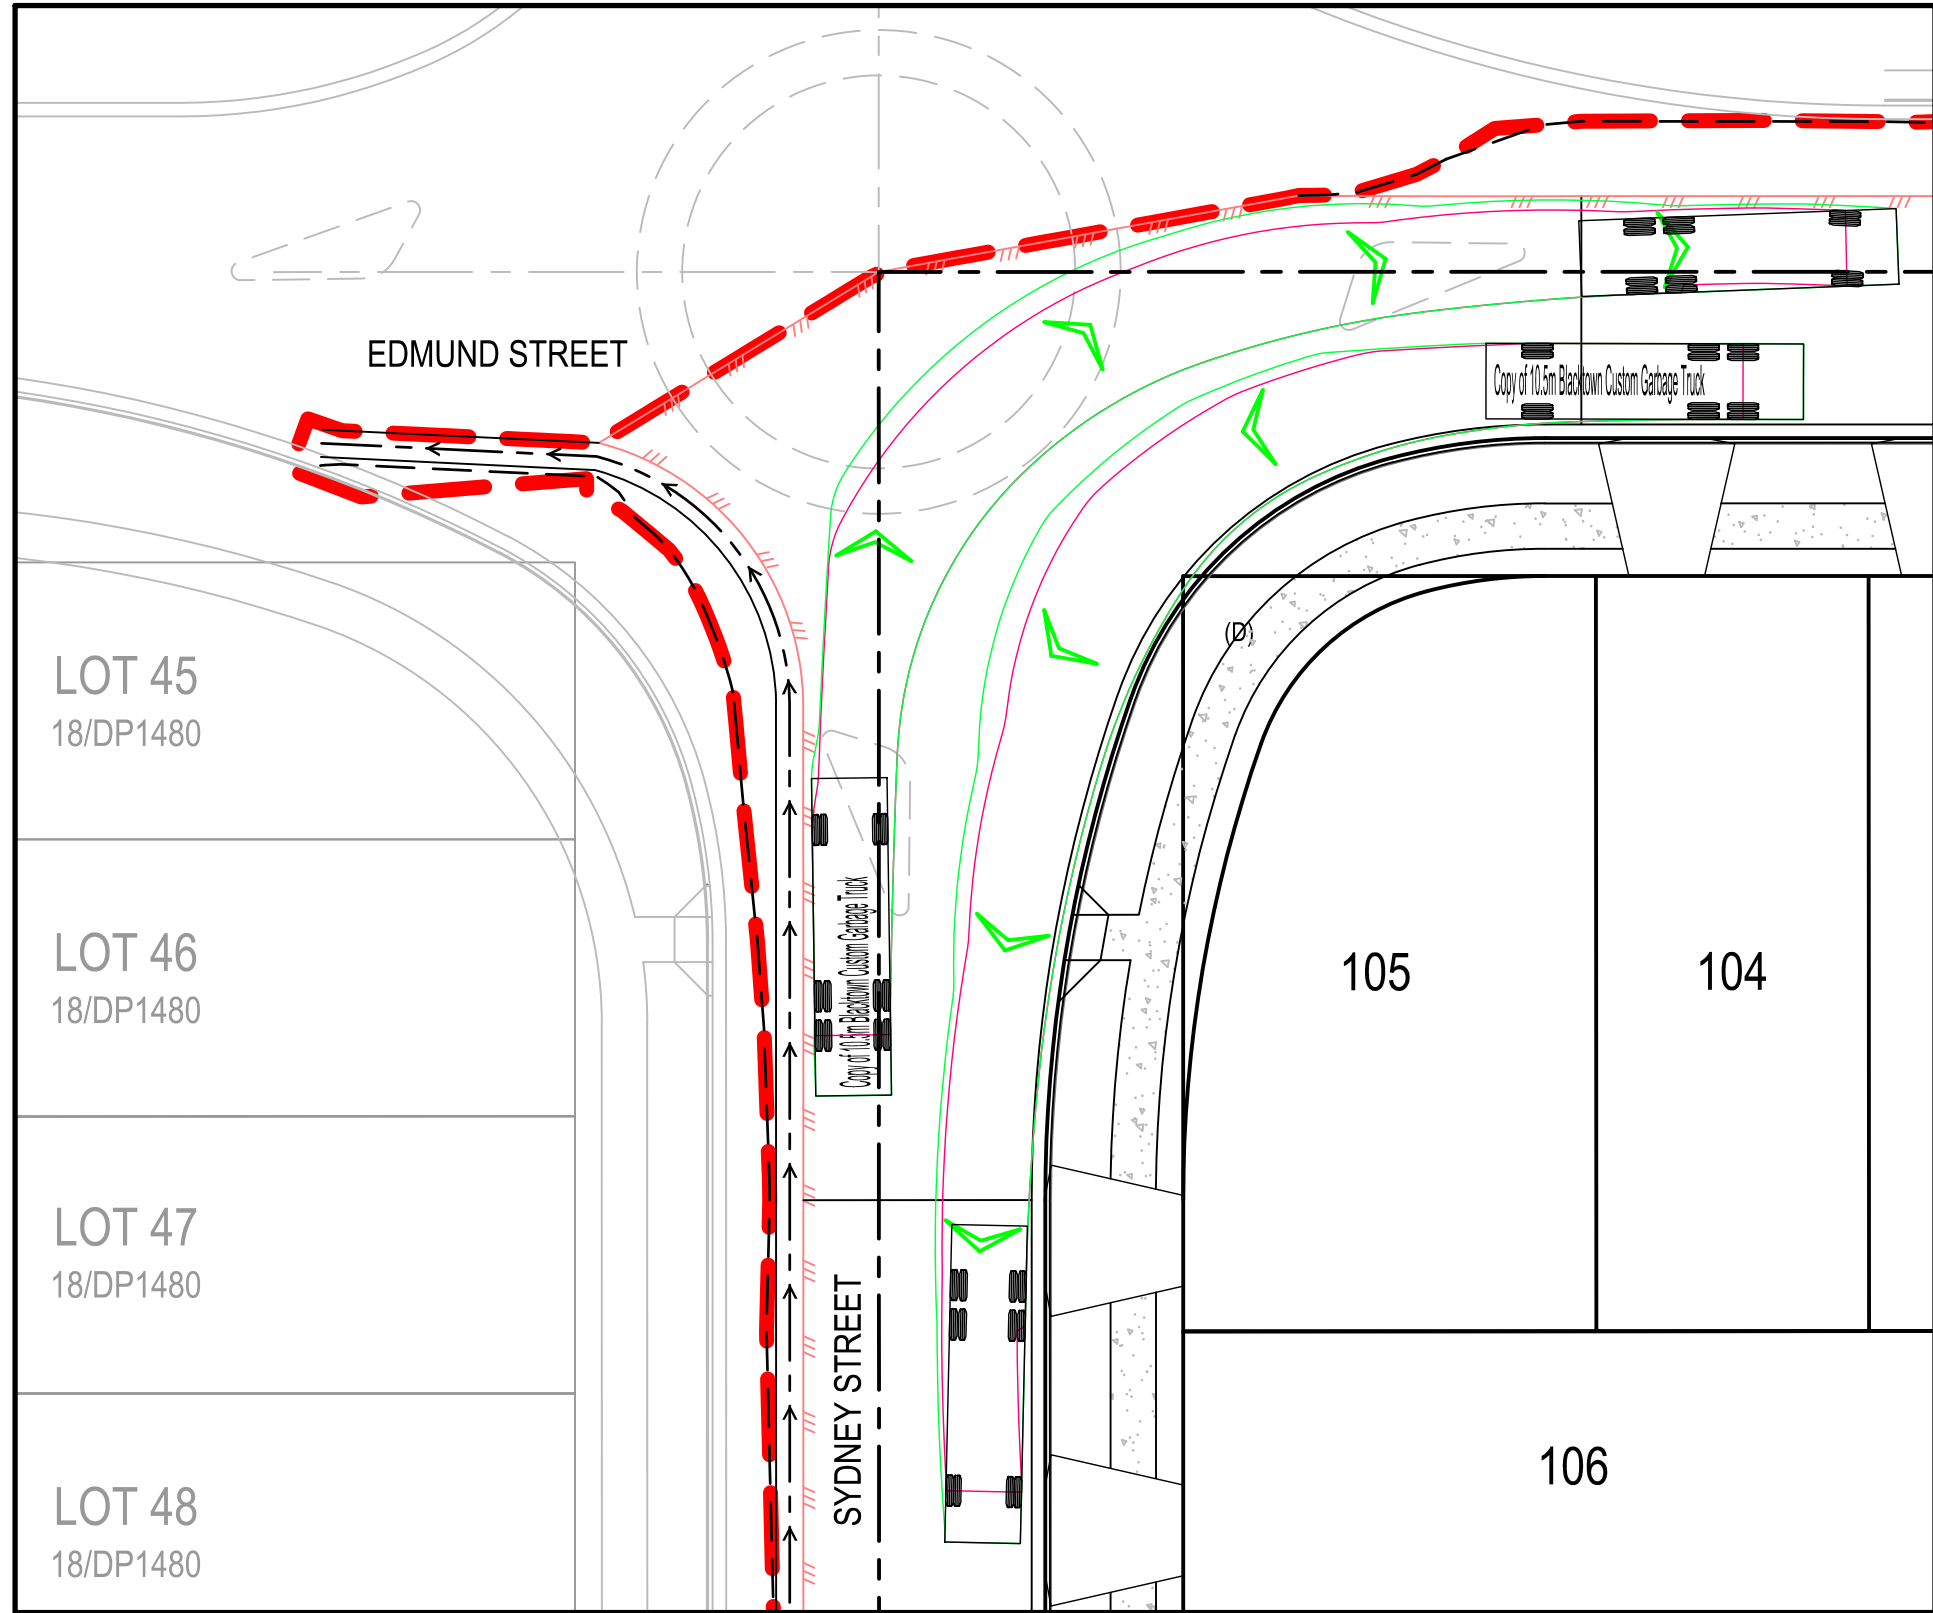 EDMUND STREET
Copy of 10.5m Blacktown Custom Garbage Truck
(D)
LOT 45
18/DP1480
Copy of 10.5m Blacktown Custom Garbage Truck
LOT 46
18/DP1480
105
104
LOT 47
18/DP1480
SYDNEY STREET
106
LOT 48
18/DP1480